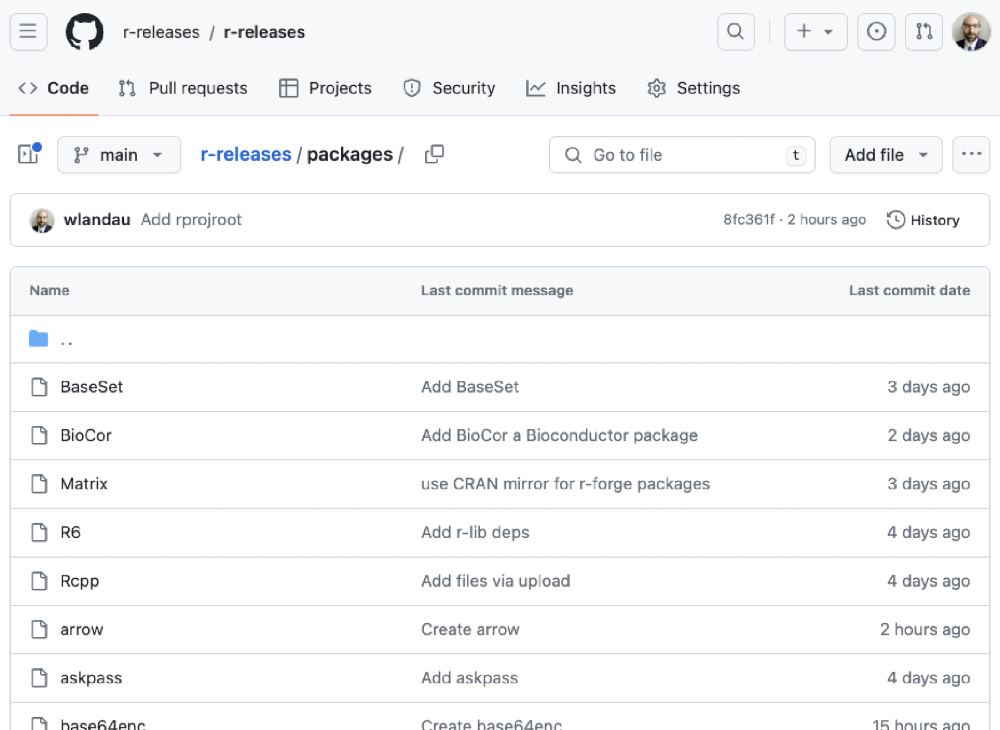 r-releases / r-releases
Code Pull requests Projects Security Insights Settings
main r-releases / packages / Go to file t Add file
wlandau Add rprojroot 8fc361f · 2 hours ago History
Name Last commit message Last commit date
..
BaseSet Add BaseSet 3 days ago
BioCor Add BioCor a Bioconductor package 2 days ago
Matrix use CRAN mirror for r-forge packages 3 days ago
R6 Add r-lib deps 4 days ago
Rcpp Add files via upload 4 days ago
arrow Create arrow 2 hours ago
askpass Add askpass 4 days ago
base64enc Create base64enc 15 hours ago